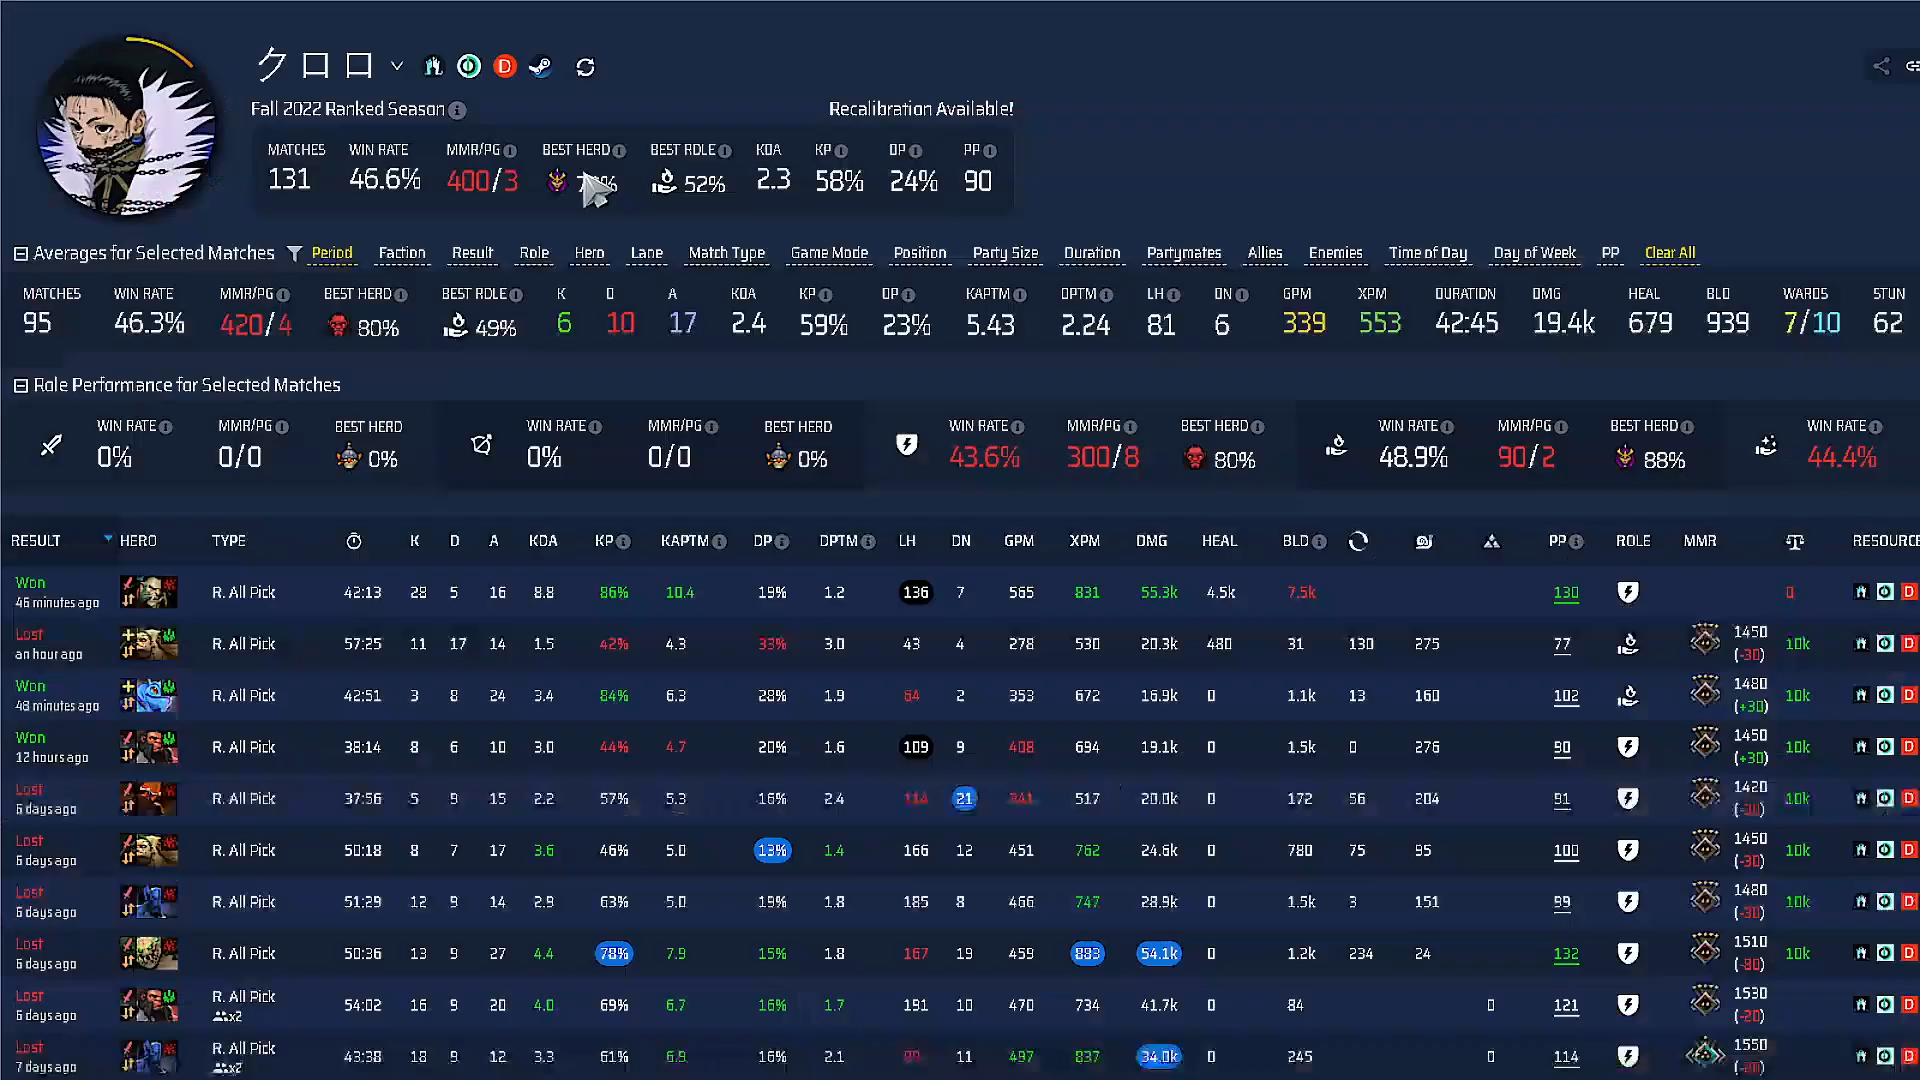 クロロ D
Fall 2022 Ranked Season Recalibration Available!
MATCHES WIN RATE MMR/PG BEST HERO BEST ROLE KDA KP DP PP
131 46.6% 400/3 52% 2.3 58% 24% 90
Averages for Selected Matches Period Faction Result Role Hero Lane Match Type Game Mode Position Party Size Duration Partymates Allies Enemies Time of Day Day of Week PP Clear All
MATCHES WIN RATE MMR/PG BEST HERO BEST ROLE K D A KDA KP DP KAPTM DPTM LH DN GPM XPM DURATION DMG HEAL BLD WARDS STUN
95 46.3% 420/4 80% 49% 6 10 17 2.4 59% 23% 5.43 2.24 81 6 339 553 42:45 19.4k 679 939 7/10 62
Role Performance for Selected Matches
WIN RATE MMR/PG BEST HERO WIN RATE MMR/PG BEST HERO WIN RATE MMR/PG BEST HERO WIN RATE MMR/PG BEST HERO WIN RATE
0% 0/0 0% 0% 0/0 0% 43.6% 300/8 80% 48.9% 90/2 88% 44.4%
RESULT HERO TYPE K D A KDA KP KAPTM DP DPTM LH DN GPM XPM DMG HEAL BLD PP ROLE MMR RESOURCE
Won R. All Pick 42:13 28 5 16 8.8 86% 10.4 19% 1.2 136 7 565 831 55.3k 4.5k 7.5k 130 0 D
46 minutes ago
Lost R. All Pick 57:25 11 17 14 1.5 42% 4.3 33% 3.0 43 4 278 530 20.3k 480 31 130 275 77 1450 10k D
an hour ago (-30)
Won R. All Pick 42:51 3 8 24 3.4 84% 6.3 28% 1.9 64 2 353 672 16.9k 0 1.1k 13 160 102 1480 10k D
48 minutes ago (+30)
Won R. All Pick 38:14 8 6 10 3.0 44% 4.7 20% 1.6 109 9 408 694 19.1k 0 1.5k 0 276 90 1450 10k D
12 hours ago (+30)
Lost R. All Pick 37:56 5 9 15 2.2 57% 5.3 16% 2.4 114 21 341 517 20.0k 0 172 56 204 91 1420 10k D
6 days ago (-30)
Lost R. All Pick 50:18 8 7 17 3.6 46% 5.0 13% 1.4 166 12 451 762 24.6k 0 780 75 95 100 1450 10k D
6 days ago (-30)
Lost R. All Pick 51:29 12 9 14 2.9 63% 5.0 19% 1.8 185 8 466 747 28.9k 0 1.5k 3 151 99 1480 10k D
6 days ago (-30)
Lost R. All Pick 50:36 13 9 27 4.4 78% 7.9 15% 1.8 167 19 459 883 54.1k 0 1.2k 234 24 132 1510 10k D
6 days ago
Lost R. All Pick 54:02 16 9 20 4.0 69% 6.7 16% 1.7 191 10 470 734 41.7k 0 84 0 121 1530 D
6 days ago x2 (-20)
Lost R. All Pick 43:38 18 9 12 3.3 61% 6.9 16% 2.1 11 497 837 34.0k 0 245 0 114 1550 D
7 days ago x2 (-20)